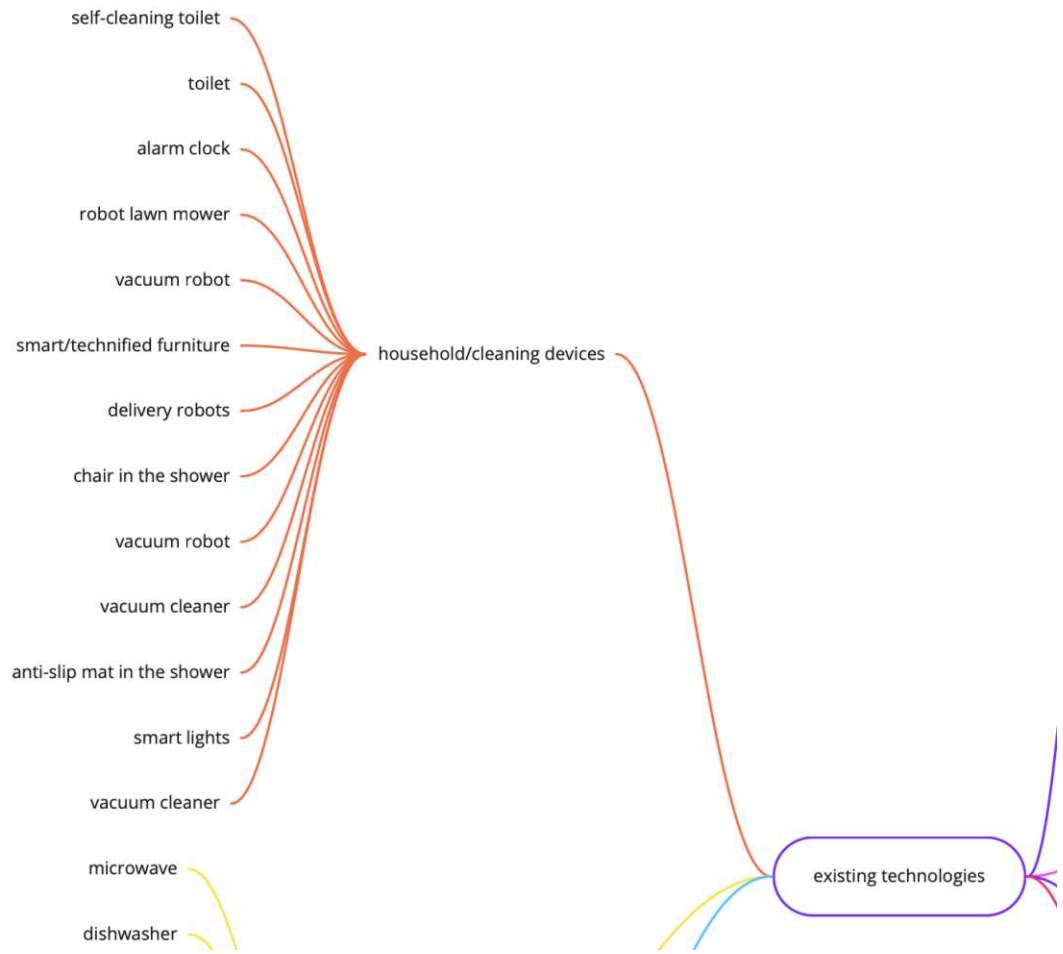 self-cleaning toilet
toilet
alarm clock
robot lawn mower
vacuum robot
smart/technified furniture
household/cleaning devices
delivery robots
chair in the shower
vacuum robot
vacuum cleaner
anti-slip mat in the shower
smart lights
vacuum cleaner
microwave
existing technologies
dishwasher